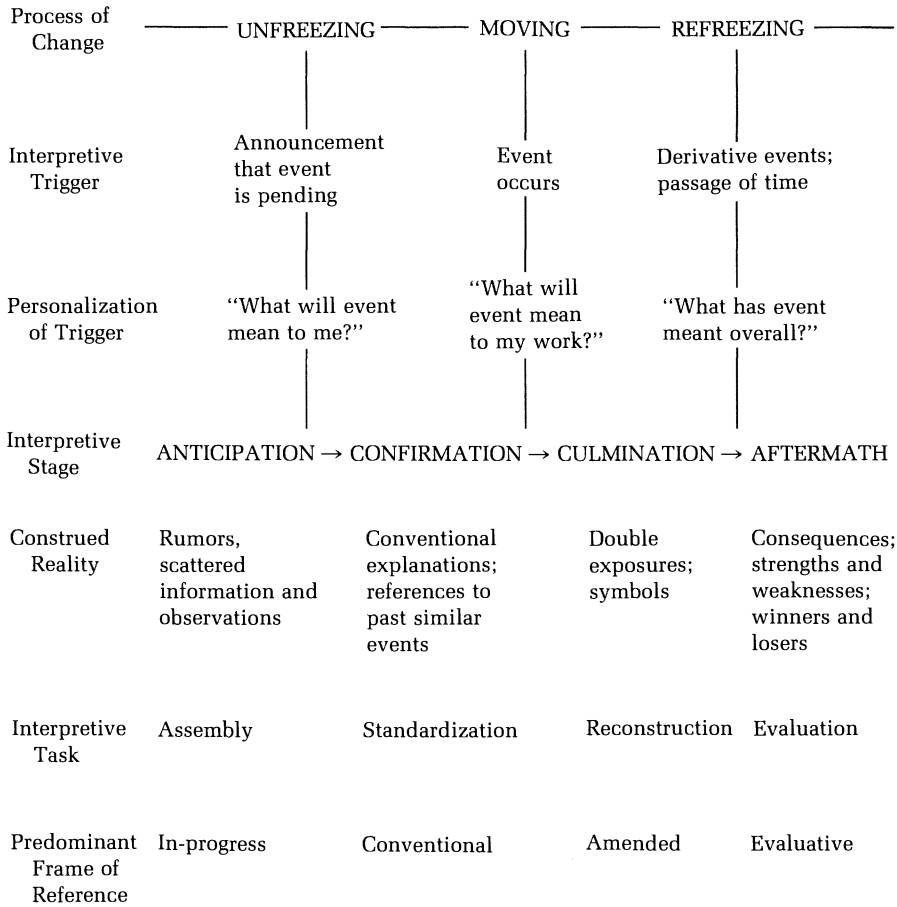 Process of
Change
UNFREEZING MOVING REFREEZING
Interpretive
Trigger
Announcement
that event
is pending
Event
occurs
Derivative events;
passage of time
Personalization
of Trigger
“What will event
mean to me?”
“What will
event mean
to my work?”
“What has event
meant overall?”
Interpretive
Stage
ANTICIPATION → CONFIRMATION → CULMINATION → AFTERMATH
Construed
Reality
Rumors,
scattered
information and
observations
Conventional
explanations;
references to
past similar
events
Double
exposures;
symbols
Consequences;
strengths and
weaknesses;
winners and
losers
Interpretive
Task
Assembly
Standardization
Reconstruction
Evaluation
Predominant
Frame of
Reference
In-progress
Conventional
Amended
Evaluative